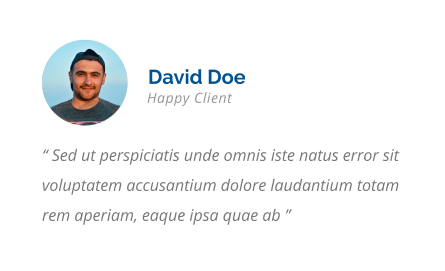 David Doe
Happy Client
“ Sed ut perspiciatis unde omnis iste natus error sit
voluptatem accusantium dolore laudantium totam
rem aperiam, eaque ipsa quae ab ”